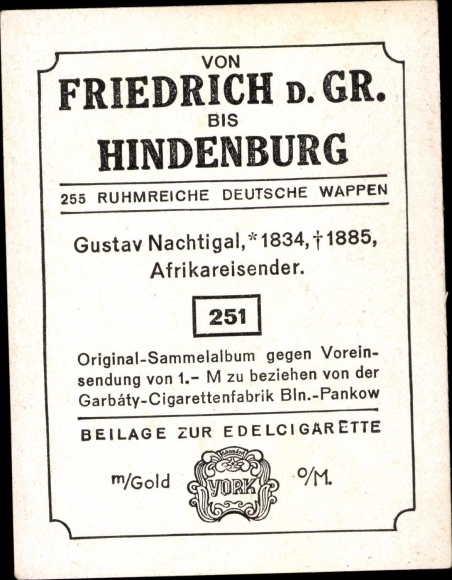 VON
FRIEDRICH D. GR.
BIS
HINDENBURG
255 RUHMREICHE DEUTSCHE WAPPEN
Gustav Nachtigal, *1834, †1885,
Afrikareisender.
251
Original-Sammelalbum gegen Vorein-
sendung von 1.- M zu beziehen von der
Garbáty-Cigarettenfabrik Bln.-Pankow
BEILAGE ZUR EDELCIGARETTE
m/Gold YORK o/M.